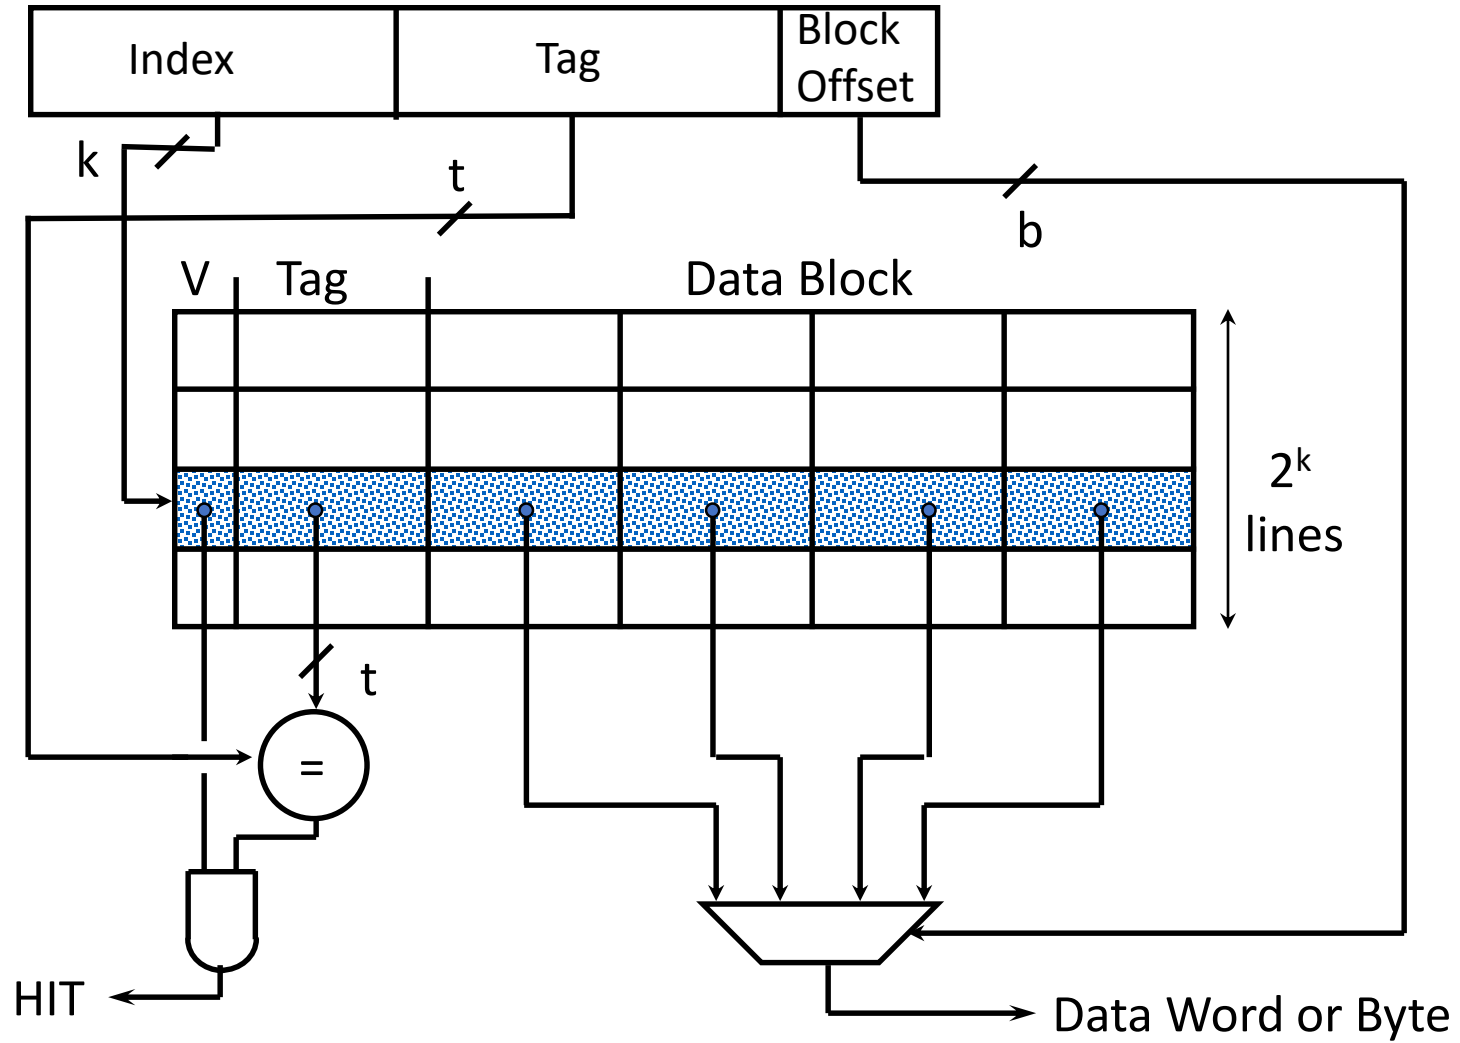 Index
Tag
Block
Offset
k
t
b
V
Tag
Data Block
2ᵏ
lines
t
=
HIT
Data Word or Byte